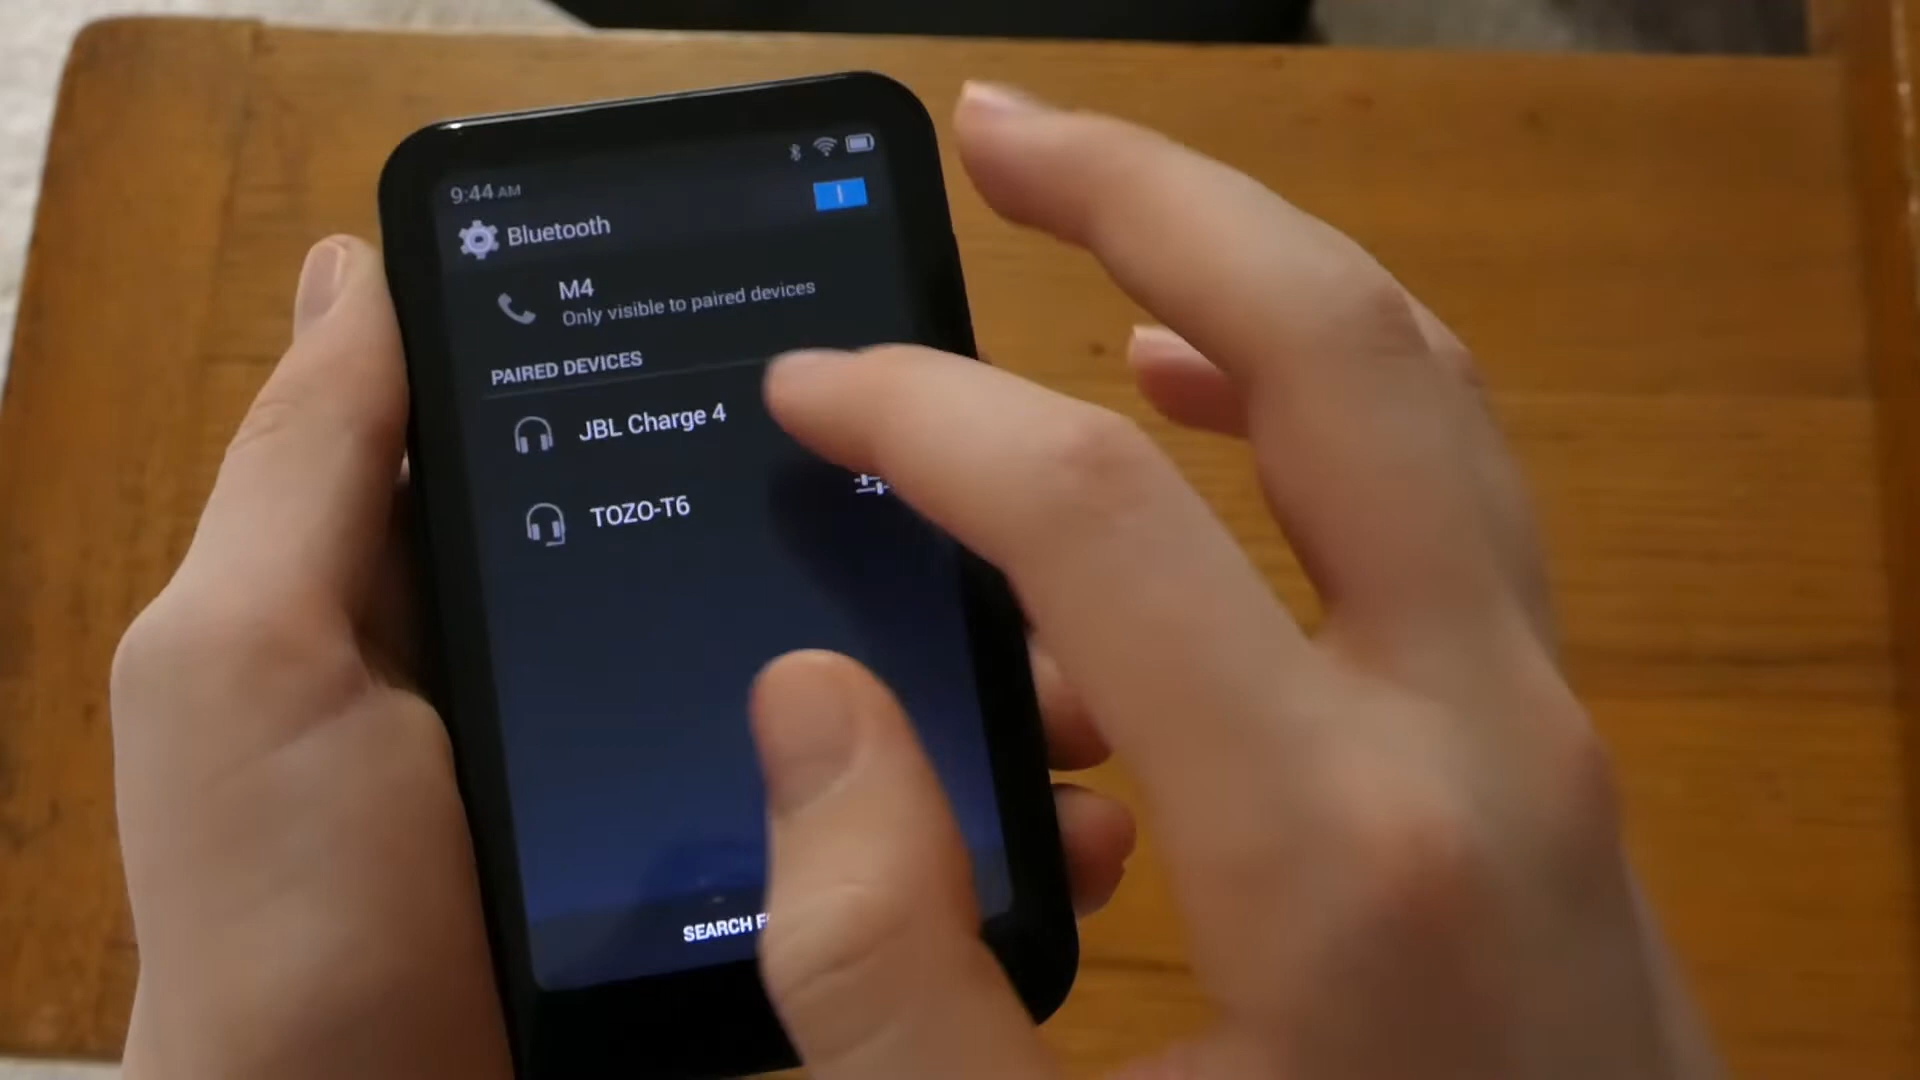 9:44 AM
Bluetooth
M4
Only visible to paired devices
PAIRED DEVICES
JBL Charge 4
TOZO-T6
SEARCH